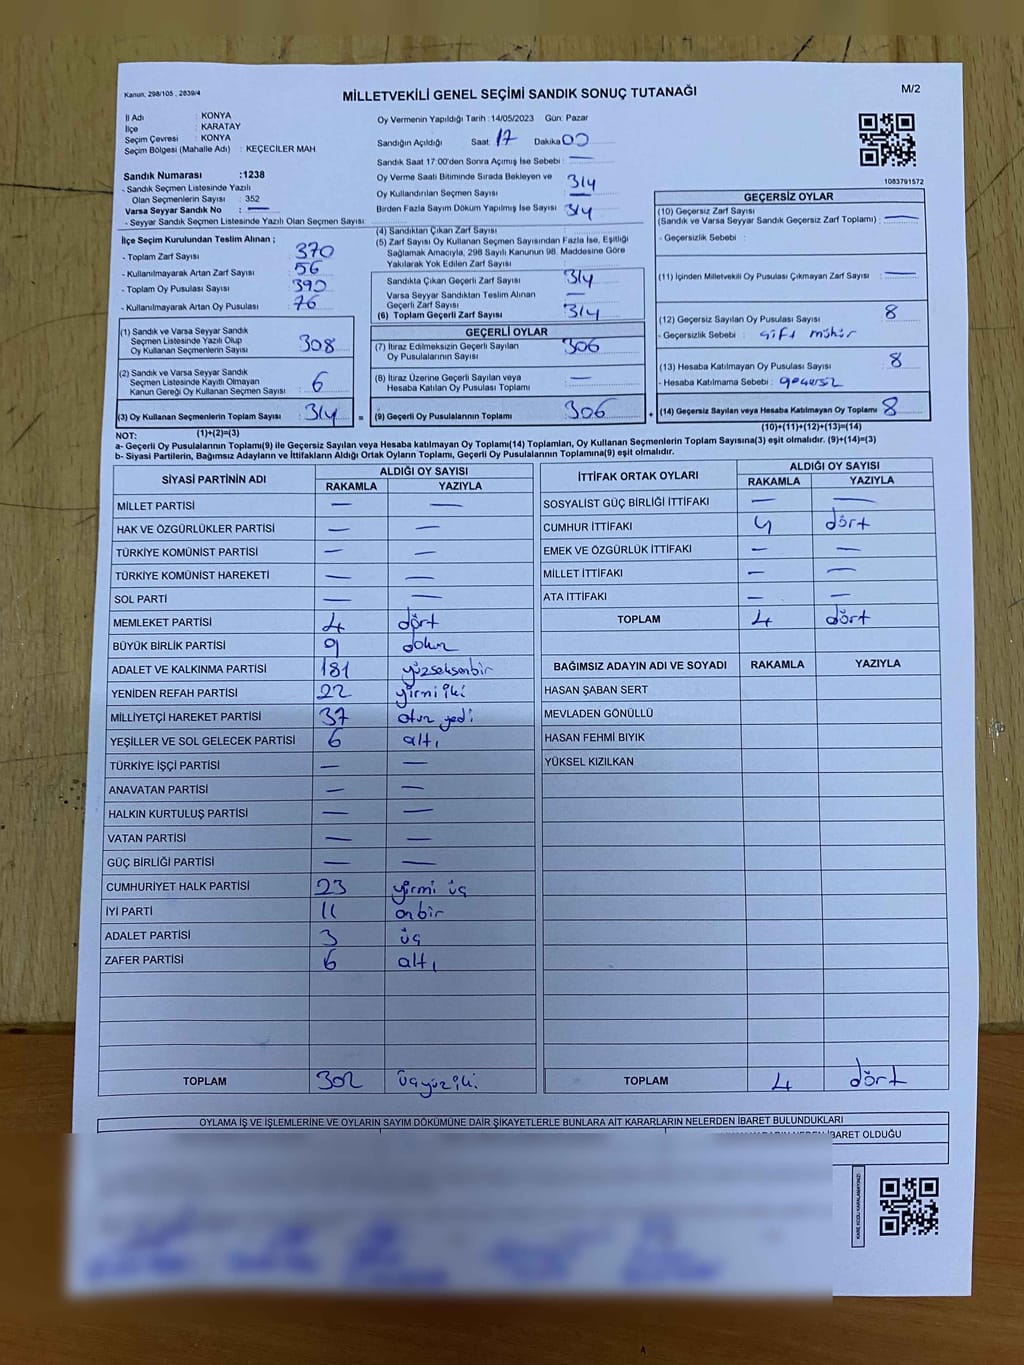 Kanun, 298/105 , 2839/4
MİLLETVEKİLİ GENEL SEÇİMİ SANDIK SONUÇ TUTANAĞI
M/2
İl Adı : KONYA
İlçe : KARATAY
Seçim Çevresi : KONYA
Seçim Bölgesi (Mahalle Adı) : KEÇECİLER MAH
Sandık Numarası :1238
- Sandık Seçmen Listesinde Yazılı
Olan Seçmenlerin Sayısı : 352
Varsa Seyyar Sandık No : —
- Seyyar Sandık Seçmen Listesinde Yazılı Olan Seçmen Sayısı:
Oy Vermenin Yapıldığı Tarih : 14/05/2023 Gün: Pazar
Sandığın Açıldığı Saat 17 Dakika 00
Sandık Saat 17:00'den Sonra Açımış İse Sebebi : —
Oy Verme Saati Bitiminde Sırada Bekleyen ve 314
Oy Kullandırılan Seçmen Sayısı —
Birden Fazla Sayım Döküm Yapılmış İse Sayısı 314
1083791572
İlçe Seçim Kurulundan Teslim Alınan ;
- Toplam Zarf Sayısı : 370
- Kullanılmayarak Artan Zarf Sayısı : 56
- Toplam Oy Pusulası Sayısı : 390
- Kullanılmayarak Artan Oy Pusulası : 76
(1) Sandık ve Varsa Seyyar Sandık
Seçmen Listesinde Yazılı Olup
Oy Kullanan Seçmenlerin Sayısı 308
(2) Sandık ve Varsa Seyyar Sandık
Seçmen Listesinde Kayıtlı Olmayan
Kanun Gereği Oy Kullanan Seçmen Sayısı : 6
(3) Oy Kullanan Seçmenlerin Toplam Sayısı : 314 =
(1)+(2)=(3)
(4) Sandıktan Çıkan Zarf Sayısı
(5) Zarf Sayısı Oy Kullanan Seçmen Sayısından Fazla İse, Eşitliği
Sağlamak Amacıyla, 298 Sayılı Kanunun 98. Maddesine Göre
Yakılarak Yok Edilen Zarf Sayısı
Sandıkta Çıkan Geçerli Zarf Sayısı 314
Varsa Seyyar Sandıktan Teslim Alınan
Geçerli Zarf Sayısı —
(6) Toplam Geçerli Zarf Sayısı 314
GEÇERLİ OYLAR
(7) İtiraz Edilmeksizin Geçerli Sayılan
Oy Pusulalarının Sayısı : 306
(8) İtiraz Üzerine Geçerli Sayılan veya
Hesaba Katılan Oy Pusulası Toplamı : —
(9) Geçerli Oy Pusulalarının Toplamı : 306 +
GEÇERSİZ OYLAR
(10) Geçersiz Zarf Sayısı
(Sandık ve Varsa Seyyar Sandık Geçersiz Zarf Toplamı) : —
- Geçersizlik Sebebi :
(11) İçinden Milletvekili Oy Pusulası Çıkmayan Zarf Sayısı : —
(12) Geçersiz Sayılan Oy Pusulası Sayısı : 8
- Geçersizlik Sebebi : çift mühür
(13) Hesaba Katılmayan Oy Pusulası Sayısı : 8
- Hesaba Katılmama Sebebi : geçersiz
(14) Geçersiz Sayılan veya Hesaba Katılmayan Oy Toplamı : 8
(10)+(11)+(12)+(13)=(14)
NOT:
a- Geçerli Oy Pusulalarının Toplamı(9) ile Geçersiz Sayılan veya Hesaba katılmayan Oy Toplamı(14) Toplamları, Oy Kullanan Seçmenlerin Toplam Sayısına(3) eşit olmalıdır. (9)+(14)=(3)
b- Siyasi Partilerin, Bağımsız Adayların ve İttifakların Aldığı Oyların Toplamı, Geçerli Oy Pusulalarının Toplamına(9) eşit olmalıdır.
SİYASİ PARTİNİN ADI ALDIĞI OY SAYISI
RAKAMLA YAZIYLA
MİLLET PARTİSİ — —
HAK VE ÖZGÜRLÜKLER PARTİSİ — —
TÜRKİYE KOMÜNİST PARTİSİ — —
TÜRKİYE KOMÜNİST HAREKETİ — —
SOL PARTİ — —
MEMLEKET PARTİSİ 4 dört
BÜYÜK BİRLİK PARTİSİ 9 dokuz
ADALET VE KALKINMA PARTİSİ 181 yüzseksenbir
YENİDEN REFAH PARTİSİ 22 yirmi iki
MİLLİYETÇİ HAREKET PARTİSİ 37 otuz yedi
YEŞİLLER VE SOL GELECEK PARTİSİ 6 altı
TÜRKİYE İŞÇİ PARTİSİ — —
ANAVATAN PARTİSİ — —
HALKIN KURTULUŞ PARTİSİ — —
VATAN PARTİSİ — —
GÜÇ BİRLİĞİ PARTİSİ — —
CUMHURİYET HALK PARTİSİ 23 yirmi üç
İYİ PARTİ 11 onbir
ADALET PARTİSİ 3 üç
ZAFER PARTİSİ 6 altı
TOPLAM 302 üçyüziki
İTTİFAK ORTAK OYLARI ALDIĞI OY SAYISI
RAKAMLA YAZIYLA
SOSYALİST GÜÇ BİRLİĞİ İTTİFAKI — —
CUMHUR İTTİFAKI 4 dört
EMEK VE ÖZGÜRLÜK İTTİFAKI — —
MİLLET İTTİFAKI — —
ATA İTTİFAKI — —
TOPLAM 4 dört
BAĞIMSIZ ADAYIN ADI VE SOYADI RAKAMLA YAZIYLA
HASAN ŞABAN SERT
MEVLADEN GÖNÜLLÜ
HASAN FEHMİ BIYIK
YÜKSEL KIZILKAN
TOPLAM 4 dört
OYLAMA İŞ VE İŞLEMLERİNE VE OYLARIN SAYIM DÖKÜMÜNE DAİR ŞİKAYETLERLE BUNLARA AİT KARARLARIN NELERDEN İBARET BULUNDUKLARI
İBARET OLDUĞU
KARE KODU KARALAMAYINIZ!